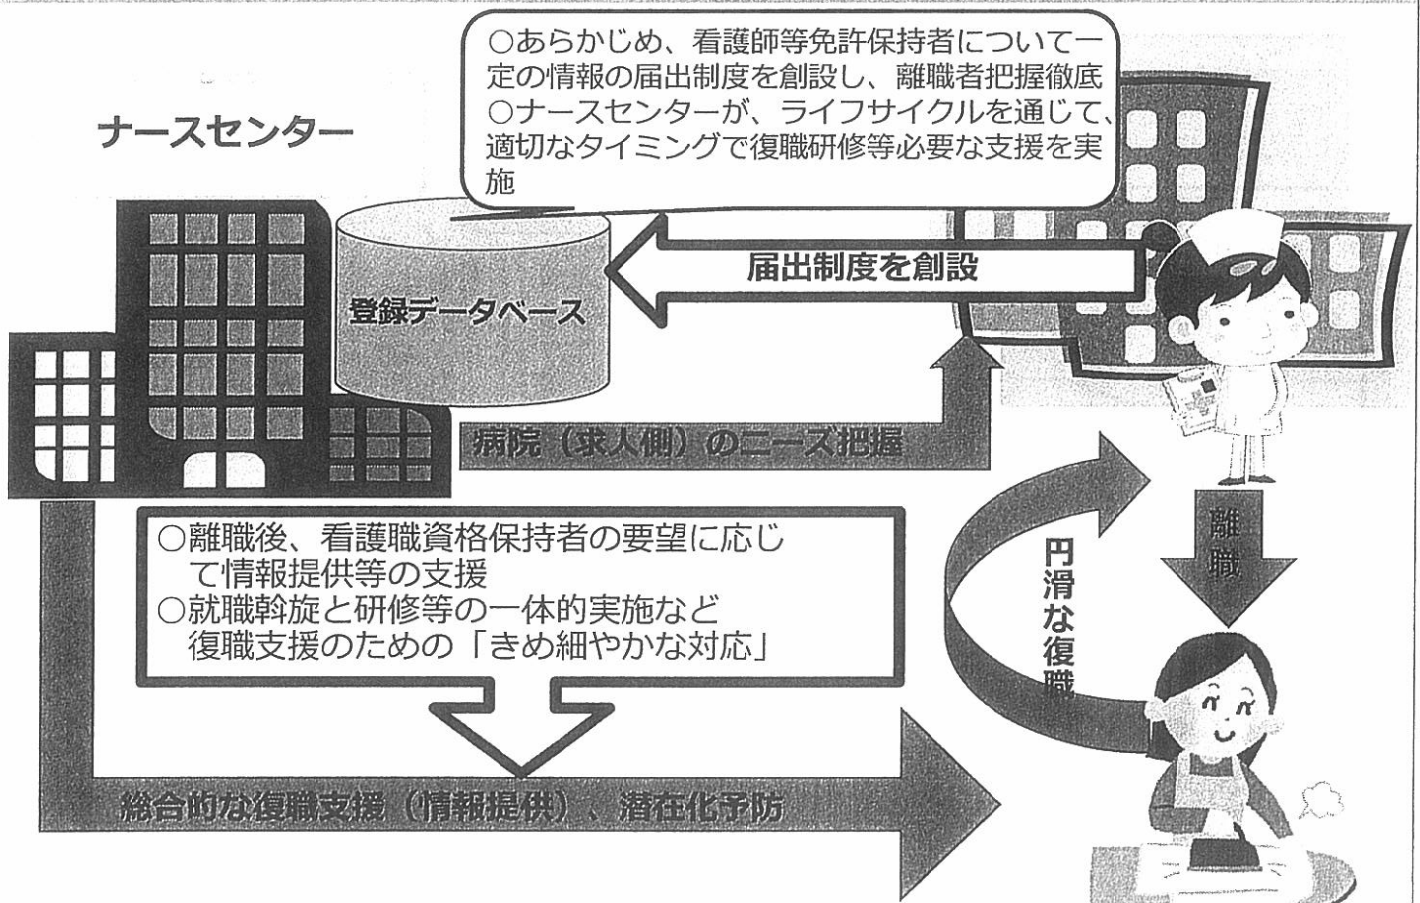 ○あらかじめ、看護師等免許保持者について一
定の情報の届出制度を創設し、離職者把握徹底
○ナースセンターが、ライフサイクルを通じて、
適切なタイミングで復職研修等必要な支援を実
施
ナースセンター
届出制度を創設
登録データベース
病院（求人側）のニーズ把握
○離職後、看護職資格保持者の要望に応じ
て情報提供等の支援
○就職斡旋と研修等の一体的実施など
復職支援のための「きめ細やかな対応」
離職
円滑な復職
総合的な復職支援（情報提供）、潜在化予防